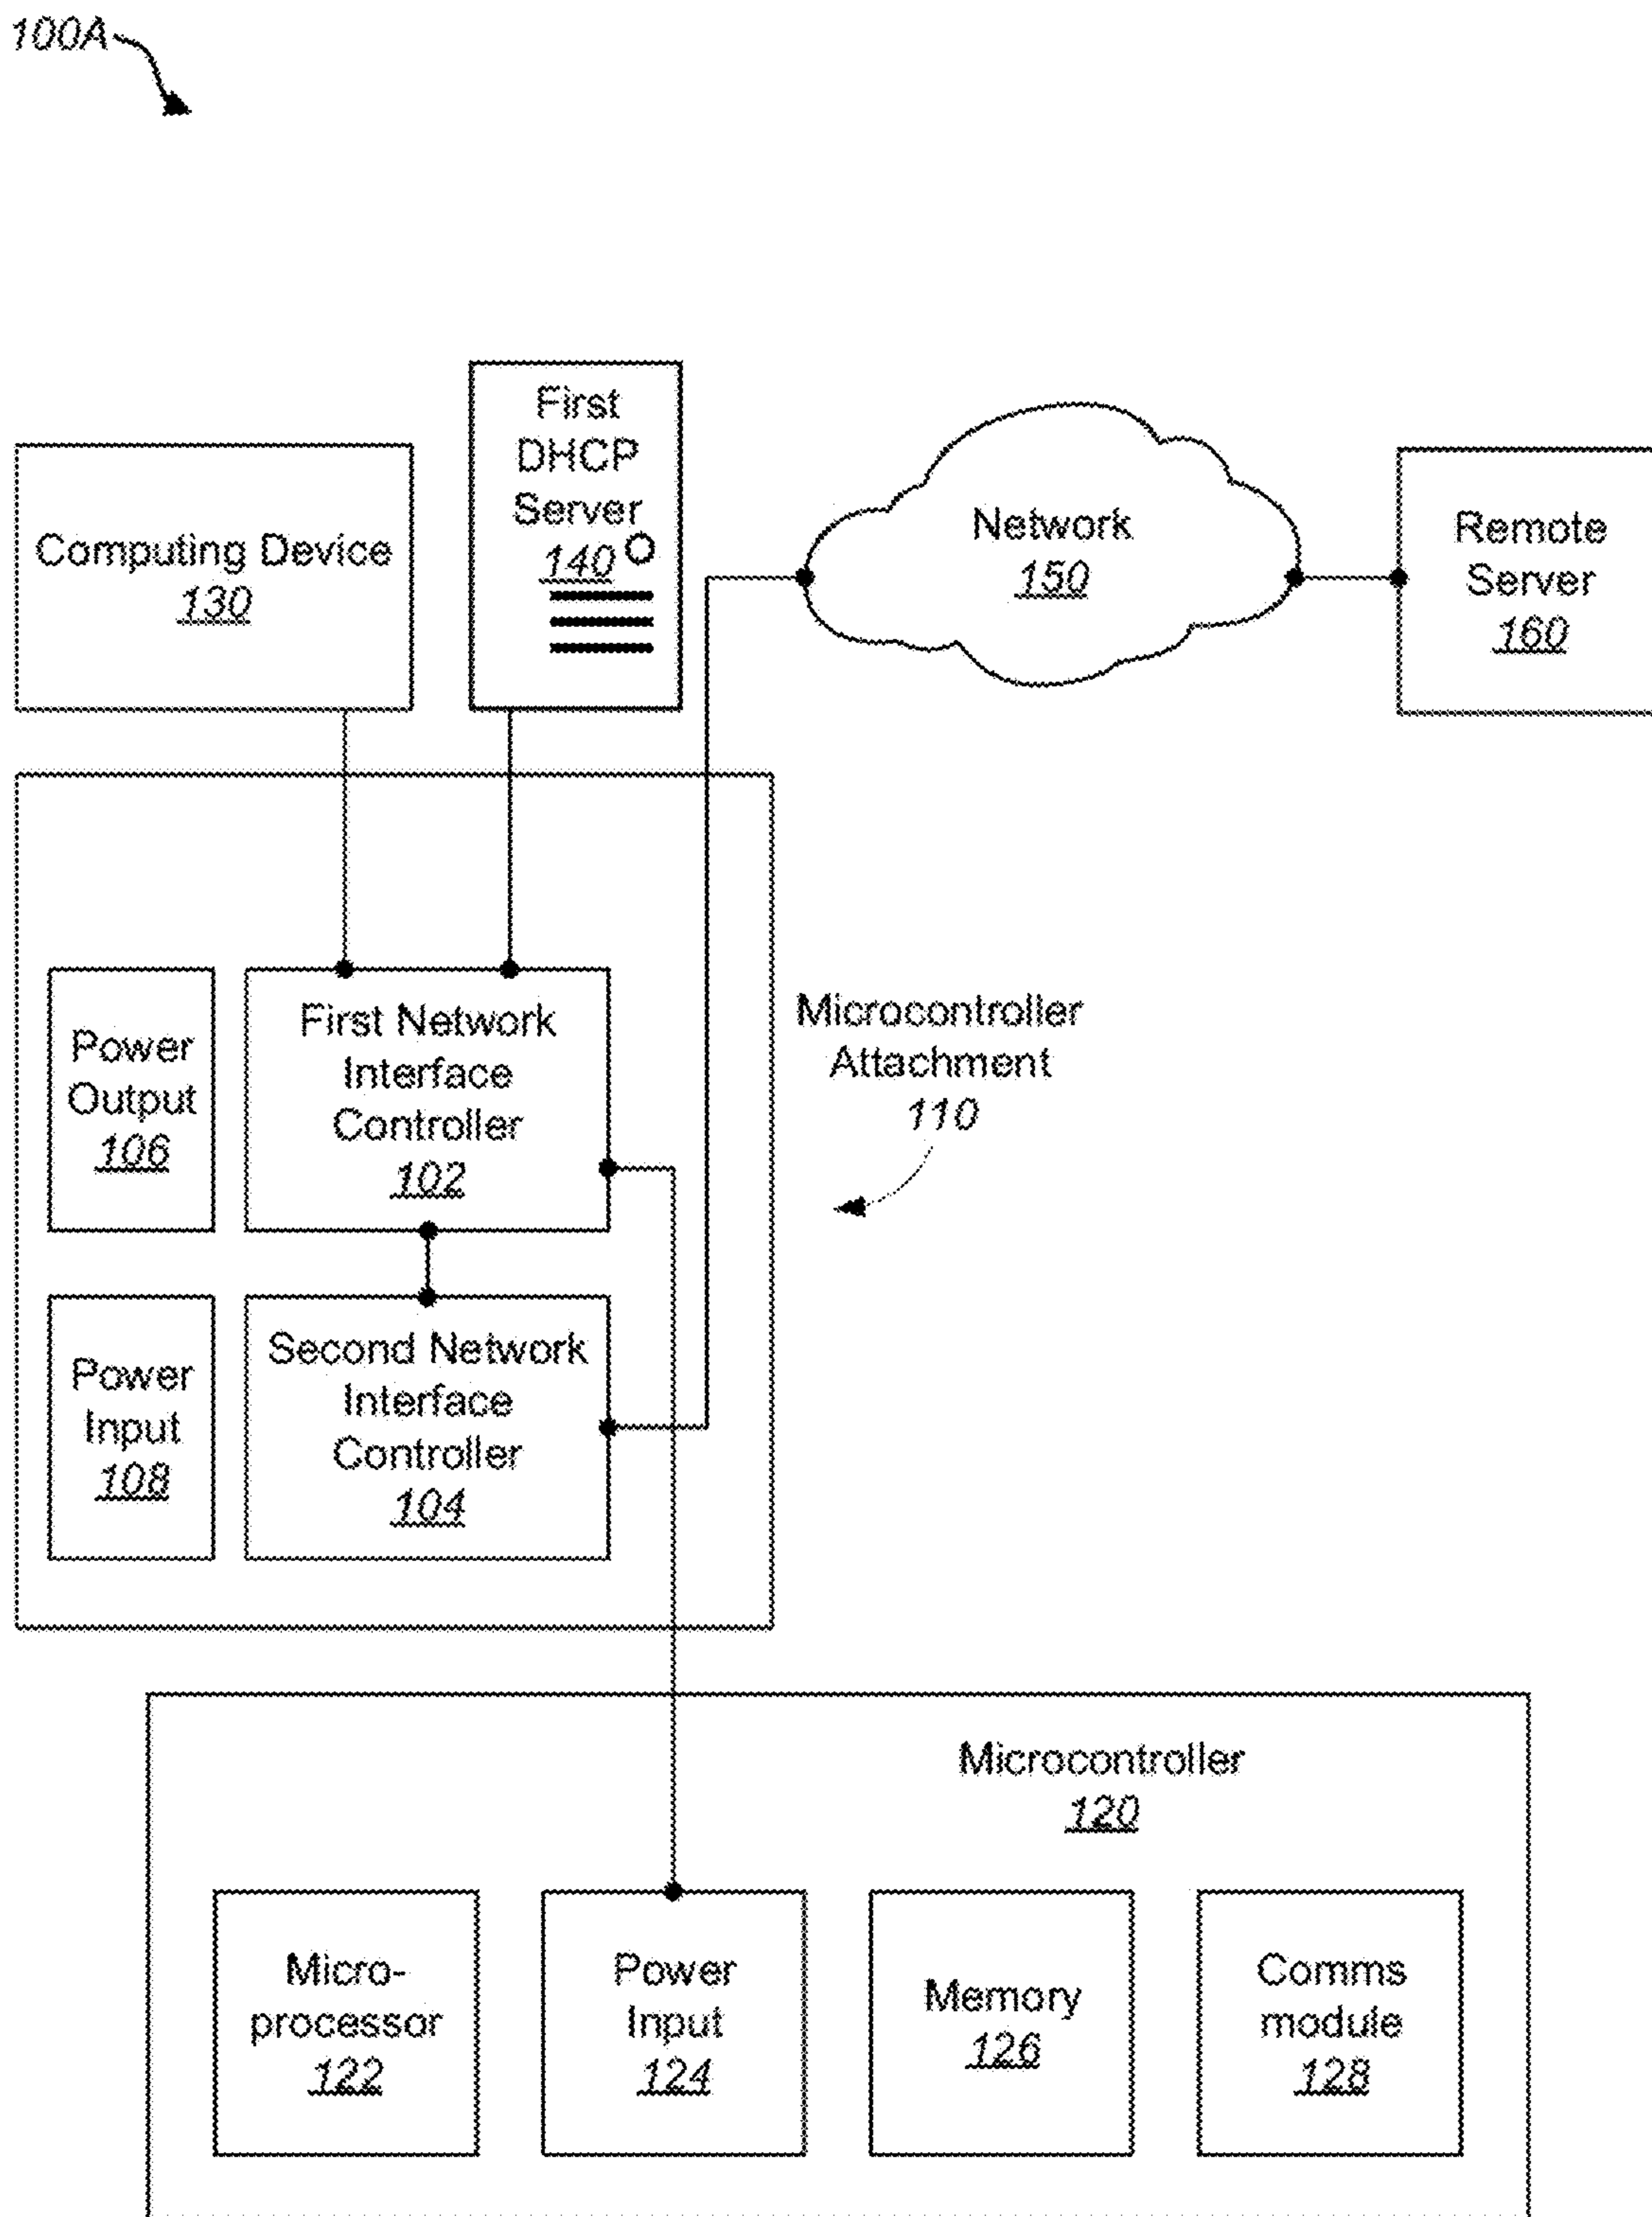 100A
First
DHCP
Server
140
Computing Device
130
Network
150
Remote
Server
160
First Network
Interface
Controller
102
Power
Output
106
Microcontroller
Attachment
110
Second Network
Interface
Controller
104
Power
Input
108
Microcontroller
120
Micro-
processor
122
Power
Input
124
Memory
126
Comms
module
128